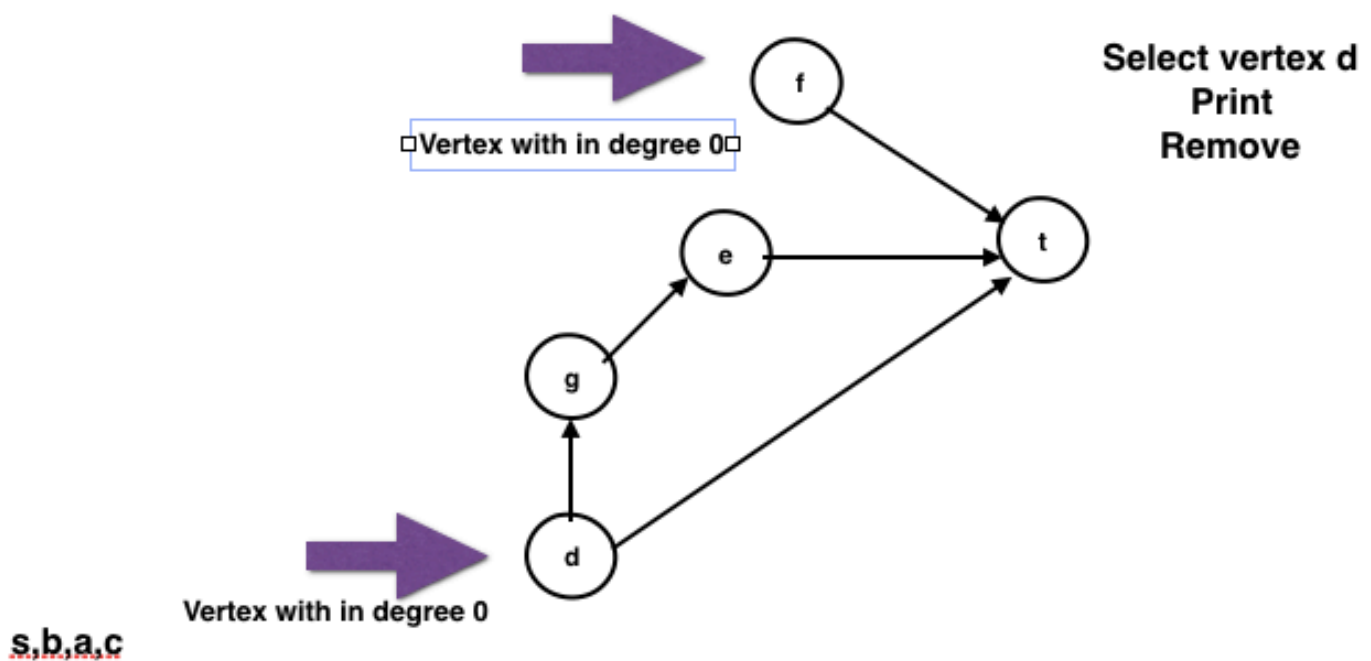 f
Select vertex d
Print
Remove
Vertex with in degree 0
e
t
g
d
Vertex with in degree 0
s,b,a,c